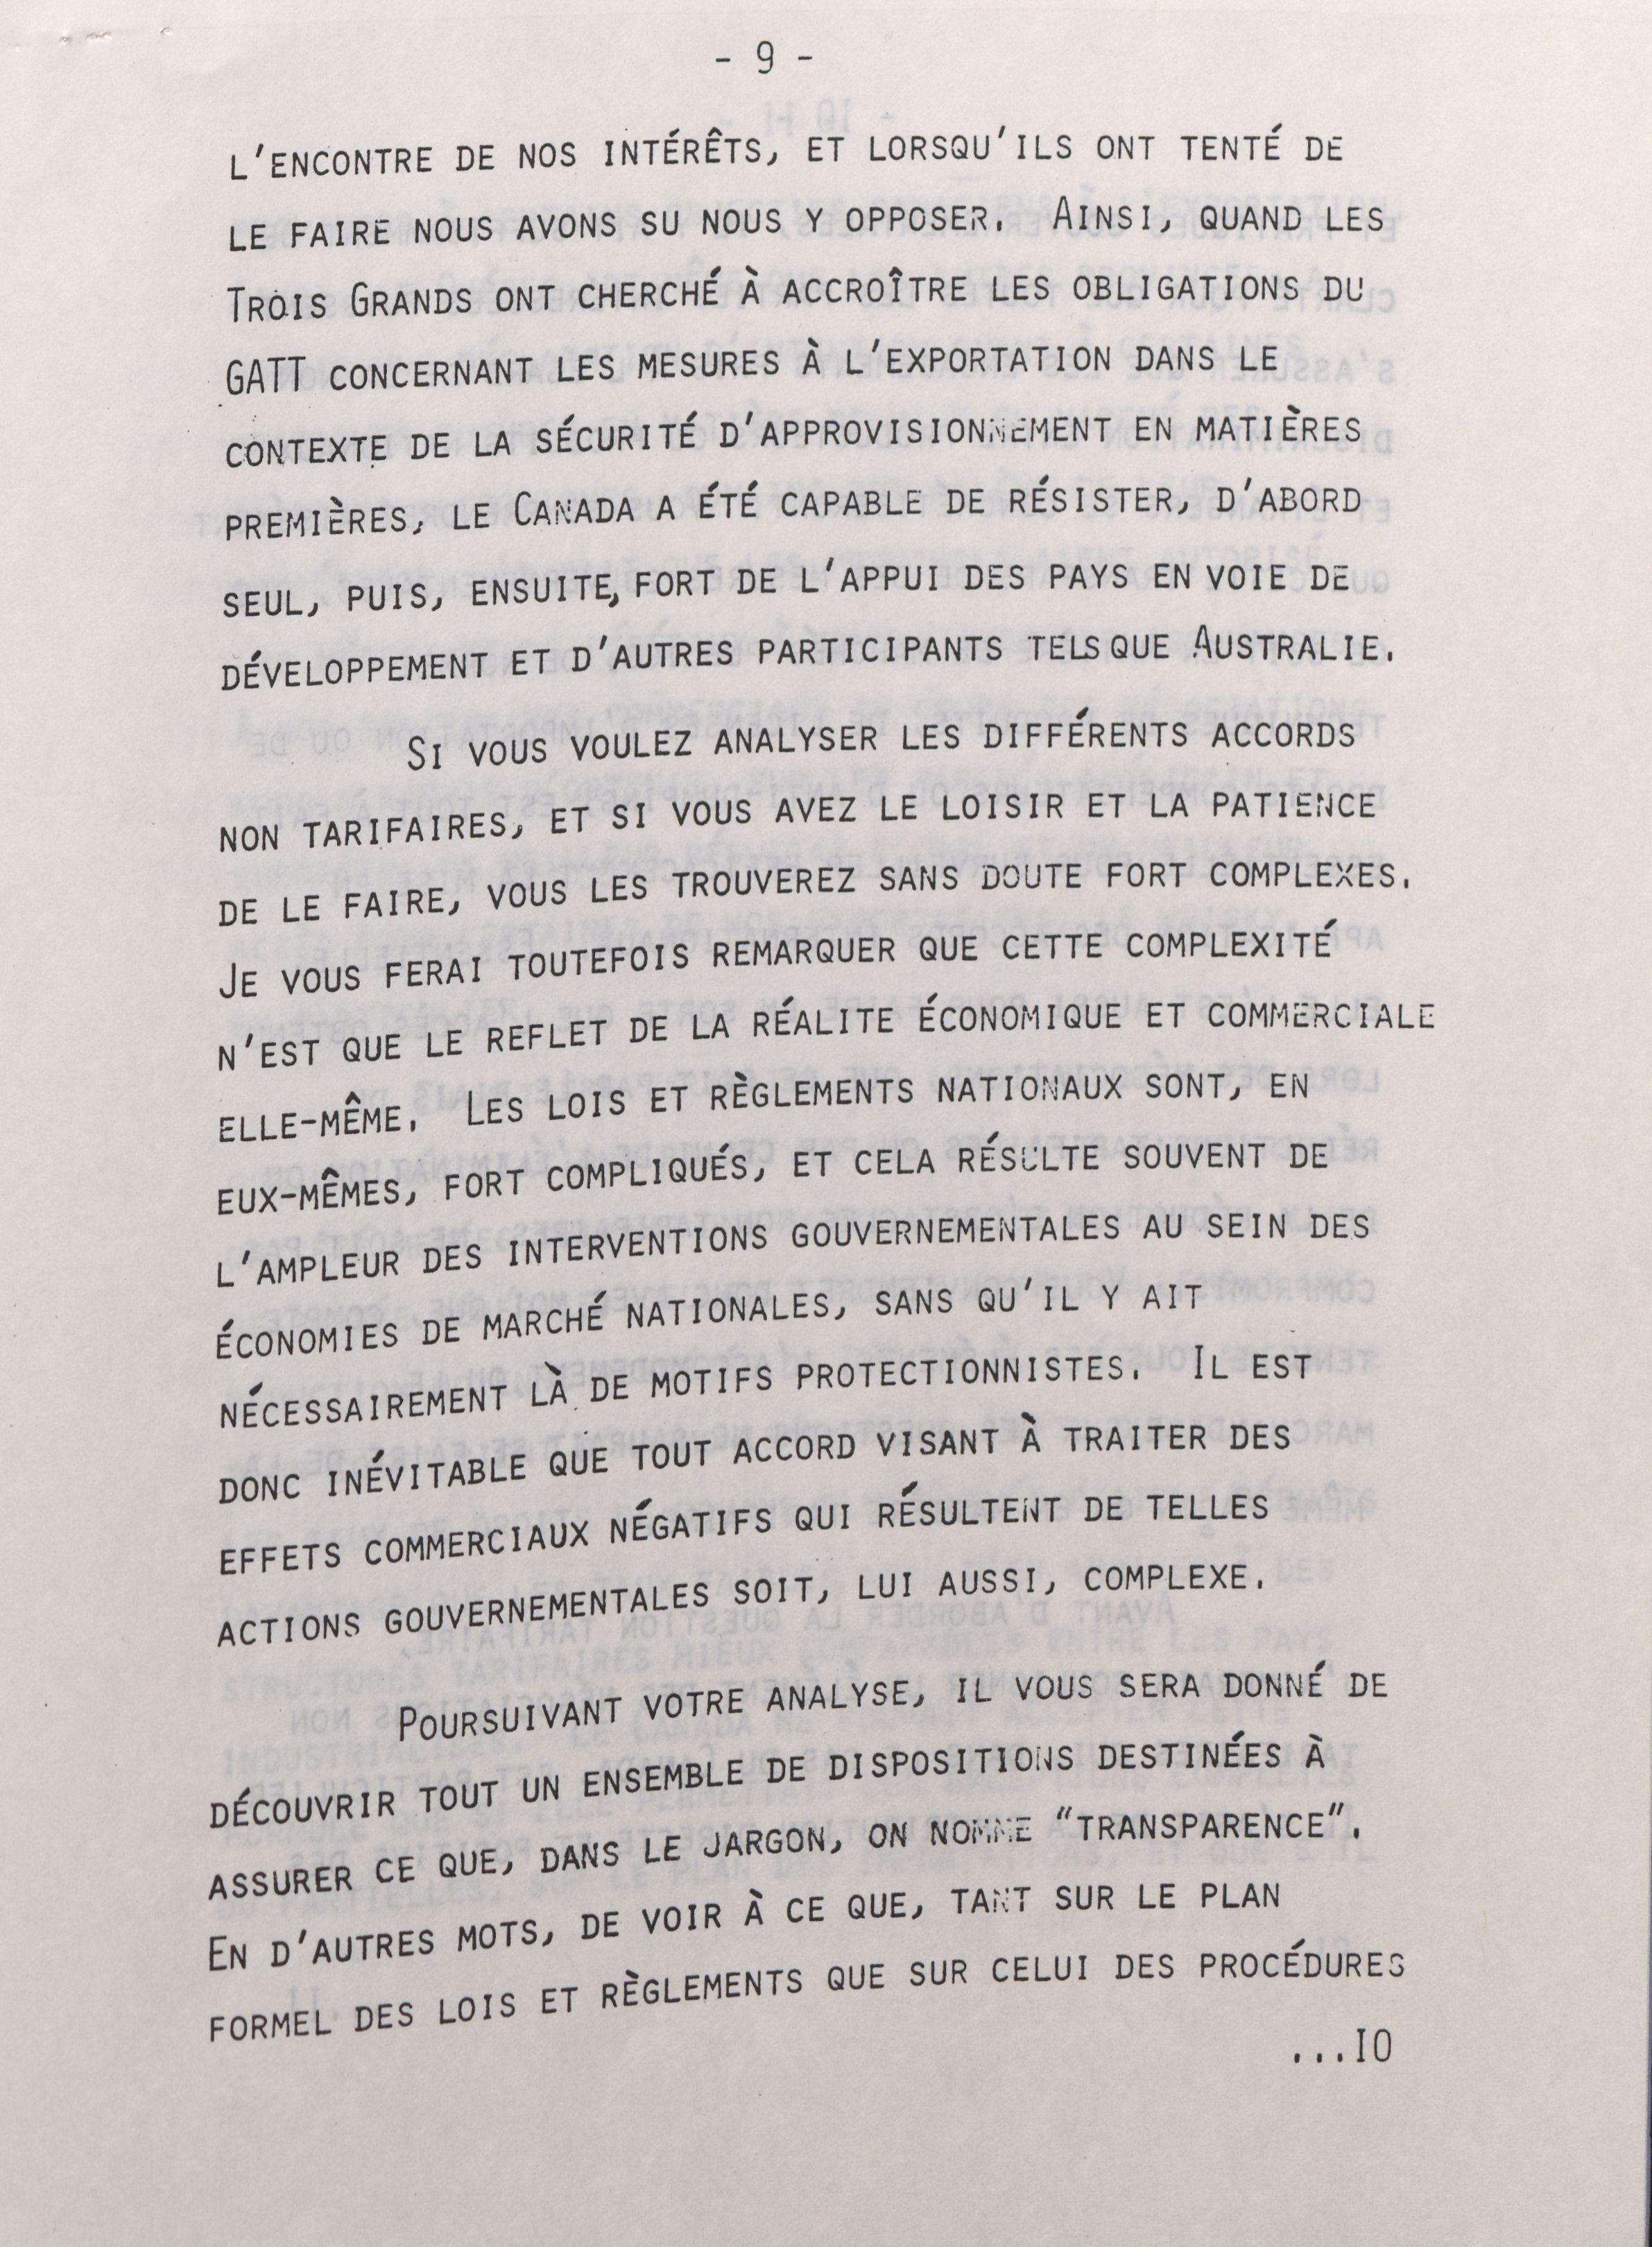 - 9 -
L'ENCONTRE DE NOS INTÉRÊTS, ET LORSQU'ILS ONT TENTÉ DE
LE FAIRE NOUS AVONS SU NOUS Y OPPOSER. AINSI, QUAND LES
TROIS GRANDS ONT CHERCHÉ À ACCROÎTRE LES OBLIGATIONS DU
GATT CONCERNANT LES MESURES À L'EXPORTATION DANS LE
CONTEXTE DE LA SÉCURITÉ D'APPROVISIONNEMENT EN MATIÈRES
PREMIÈRES, LE CANADA A ÉTÉ CAPABLE DE RÉSISTER, D'ABORD
SEUL, PUIS, ENSUITE, FORT DE L'APPUI DES PAYS EN VOIE DE
DÉVELOPPEMENT ET D'AUTRES PARTICIPANTS TELS QUE AUSTRALIE.
SI VOUS VOULEZ ANALYSER LES DIFFÉRENTS ACCORDS
NON TARIFAIRES, ET SI VOUS AVEZ LE LOISIR ET LA PATIENCE
DE LE FAIRE, VOUS LES TROUVEREZ SANS DOUTE FORT COMPLEXES.
JE VOUS FERAI TOUTEFOIS REMARQUER QUE CETTE COMPLEXITÉ
N'EST QUE LE REFLET DE LA RÉALITE ÉCONOMIQUE ET COMMERCIALE
ELLE-MÊME. LES LOIS ET RÈGLEMENTS NATIONAUX SONT, EN
EUX-MÊMES, FORT COMPLIQUÉS, ET CELA RÉSULTE SOUVENT DE
L'AMPLEUR DES INTERVENTIONS GOUVERNEMENTALES AU SEIN DES
ÉCONOMIES DE MARCHÉ NATIONALES, SANS QU'IL Y AIT
NÉCESSAIREMENT LÀ DE MOTIFS PROTECTIONNISTES. IL EST
DONC INÉVITABLE QUE TOUT ACCORD VISANT À TRAITER DES
EFFETS COMMERCIAUX NÉGATIFS QUI RÉSULTENT DE TELLES
ACTIONS GOUVERNEMENTALES SOIT, LUI AUSSI, COMPLEXE.
POURSUIVANT VOTRE ANALYSE, IL VOUS SERA DONNÉ DE
DÉCOUVRIR TOUT UN ENSEMBLE DE DISPOSITIONS DESTINÉES À
ASSURER CE QUE, DANS LE JARGON, ON NOMME "TRANSPARENCE".
EN D'AUTRES MOTS, DE VOIR À CE QUE, TANT SUR LE PLAN
FORMEL DES LOIS ET RÈGLEMENTS QUE SUR CELUI DES PROCÉDURES
...IO